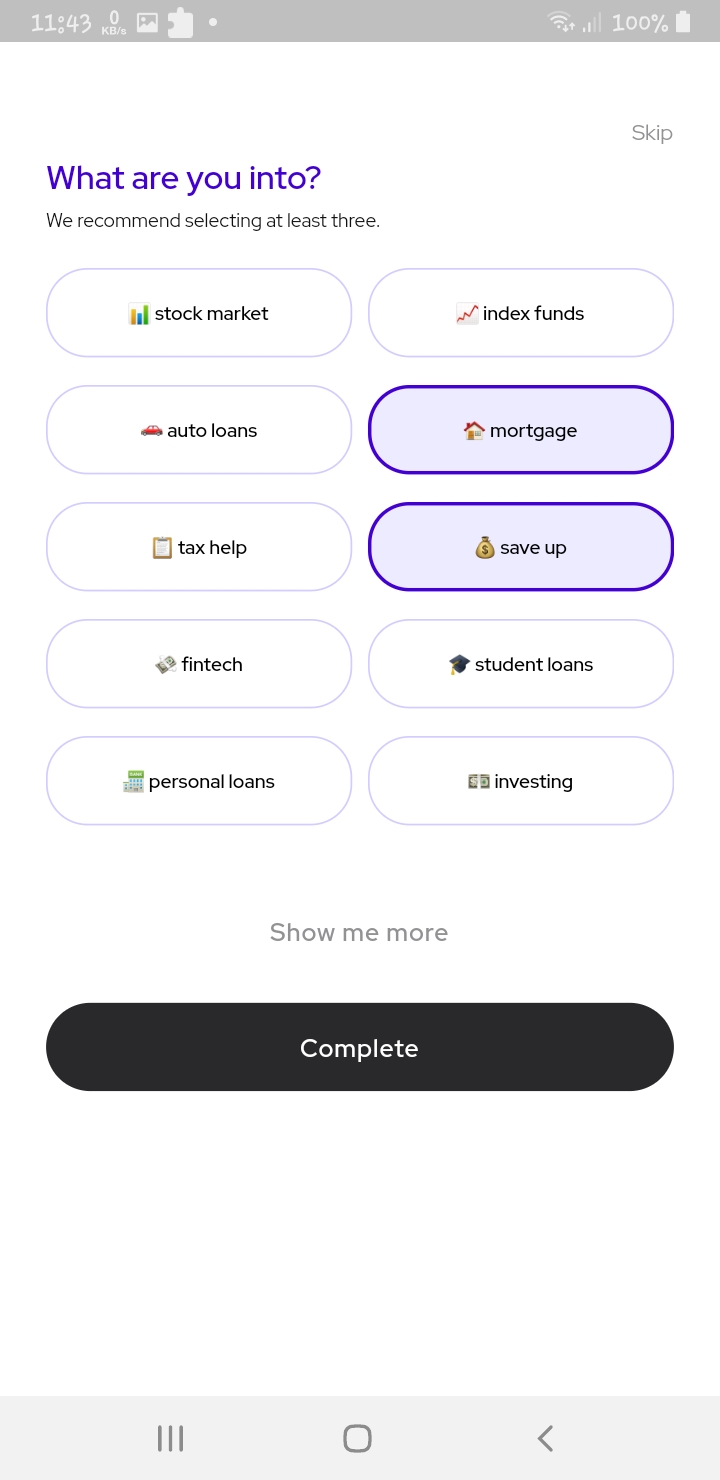 11:43 0 KB/s 100%
Skip
What are you into?
We recommend selecting at least three.
stock market
index funds
auto loans
mortgage
tax help
save up
fintech
student loans
personal loans
investing
Show me more
Complete